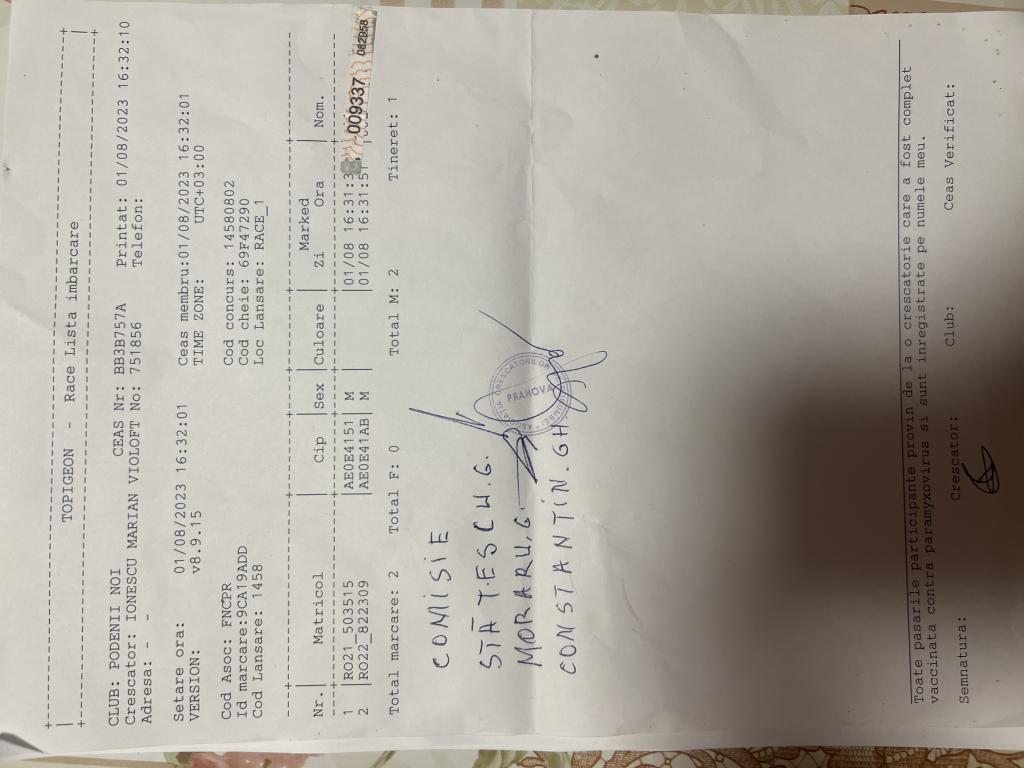 TOPIGEON - Race Lista imbarcare
CLUB: PODENII NOI CEAS Nr: BB3B757A Printat: 01/08/2023 16:32:10
Crescator: IONESCU MARIAN VIOLOFT No: 751856 Telefon:
Adresa: - -
Setare ora: 01/08/2023 16:32:01 Ceas membru:01/08/2023 16:32:01
VERSION: v8.9.15 TIME ZONE: UTC+03:00
Cod Asoc: FNCPR Cod concurs: 14580802
Id marcare:9CA19ADD Cod cheie: 69F47290
Cod Lansare: 1458 Loc Lansare: RACE_1
Marked
Nr.| Matricol | Cip |Sex |Culoare | Zi Ora | Nom.
1 |RO21_503515 |AE0E4151| M | |01/08 16:31:3
2 |RO22_822309 |AE0E41AB| M | |01/08 16:31:5
009337 082958
Total marcare: 2 Total F: 0 Total M: 2 Tineret: 1
COMISIE
STĂTESCU.G.
MORARU.G.
CONSTANTIN.GH
ASOCIATIA CRESCATORILOR
PRAHOVA
Toate pasarile participante provin de la o crescatorie care a fost complet
vaccinata contra paramyxovirus si sunt inregistrate pe numele meu.
Semnatura: Crescator: Club: Ceas Verificat: